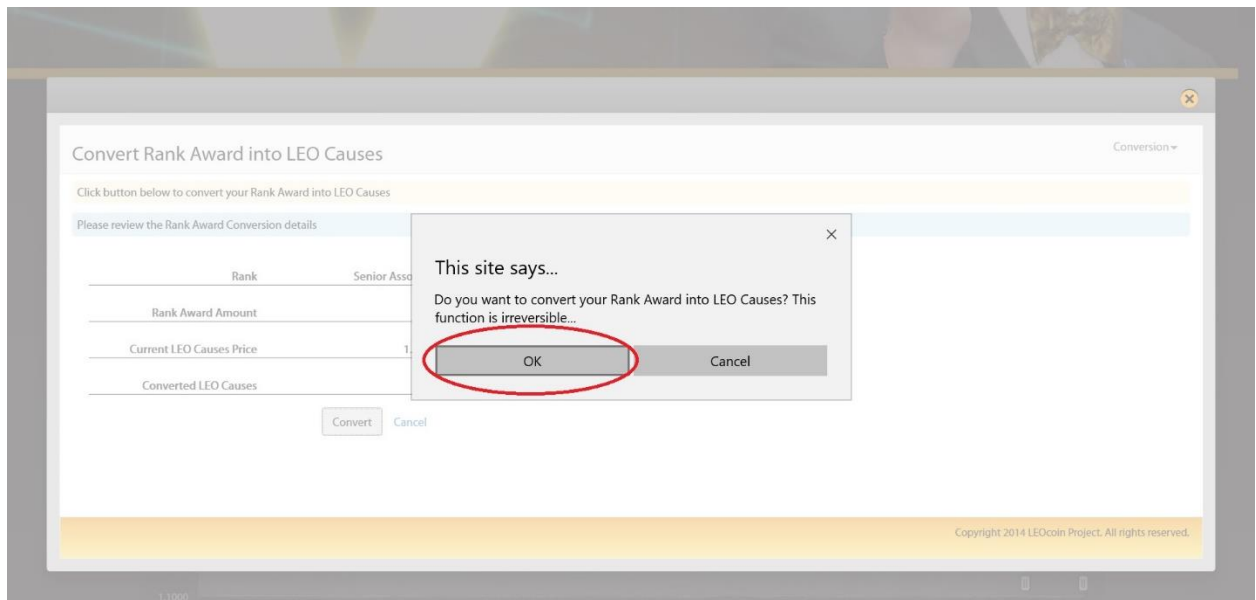 Convert Rank Award into LEO Causes
Conversion
Click button below to convert your Rank Award into LEO Causes
Please review the Rank Award Conversion details
This site says...
Do you want to convert your Rank Award into LEO Causes? This
function is irreversible...
OK
Cancel
Rank
Senior Asso
Rank Award Amount
Current LEO Causes Price
1.
Converted LEO Causes
Convert
Cancel
Copyright 2014 LEOcoin Project. All rights reserved.
1.1000